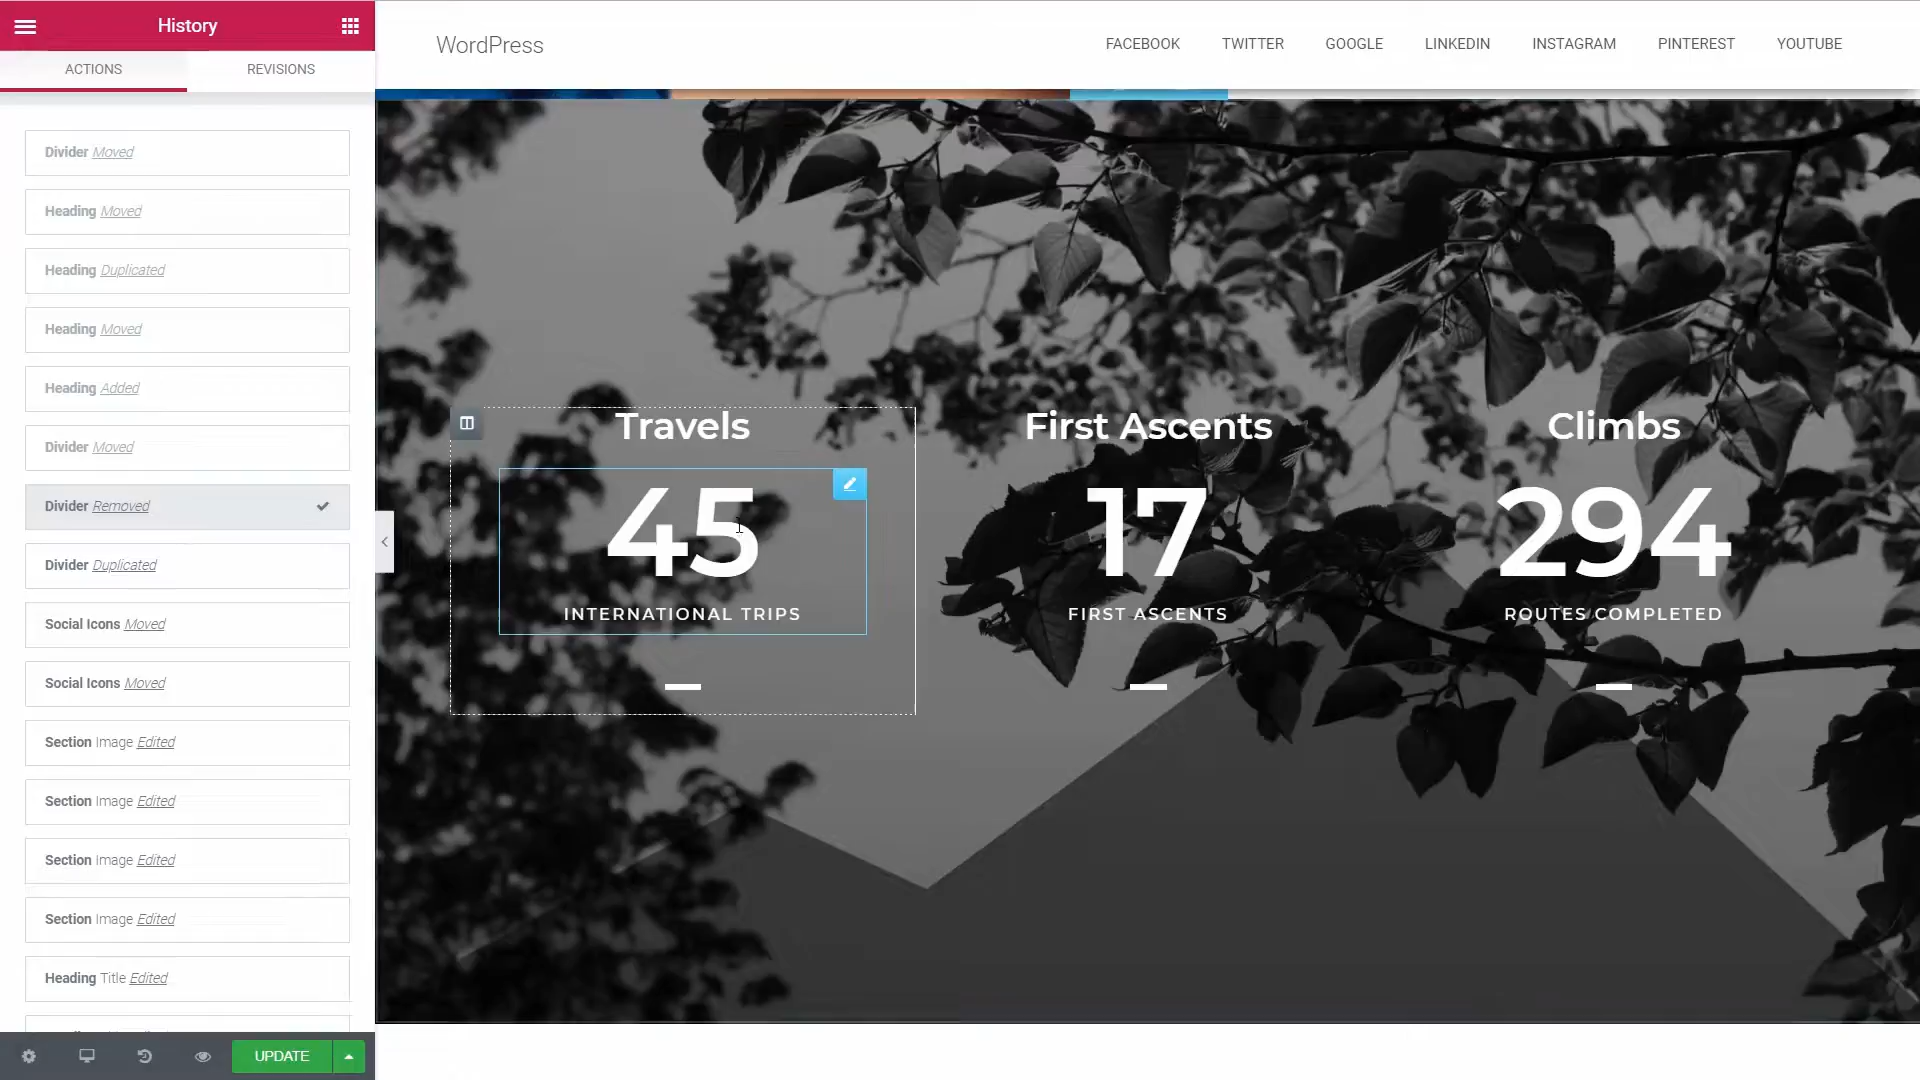 History
ACTIONS
REVISIONS
Divider Moved
Heading Moved
Heading Duplicated
Heading Moved
Heading Added
Divider Moved
Divider Removed
Divider Duplicated
Social Icons Moved
Social Icons Moved
Section Image Edited
Section Image Edited
Section Image Edited
Section Image Edited
Heading Title Edited
UPDATE
WordPress
FACEBOOK TWITTER GOOGLE LINKEDIN INSTAGRAM PINTEREST YOUTUBE
Travels
45
INTERNATIONAL TRIPS
First Ascents
17
FIRST ASCENTS
Climbs
294
ROUTES COMPLETED